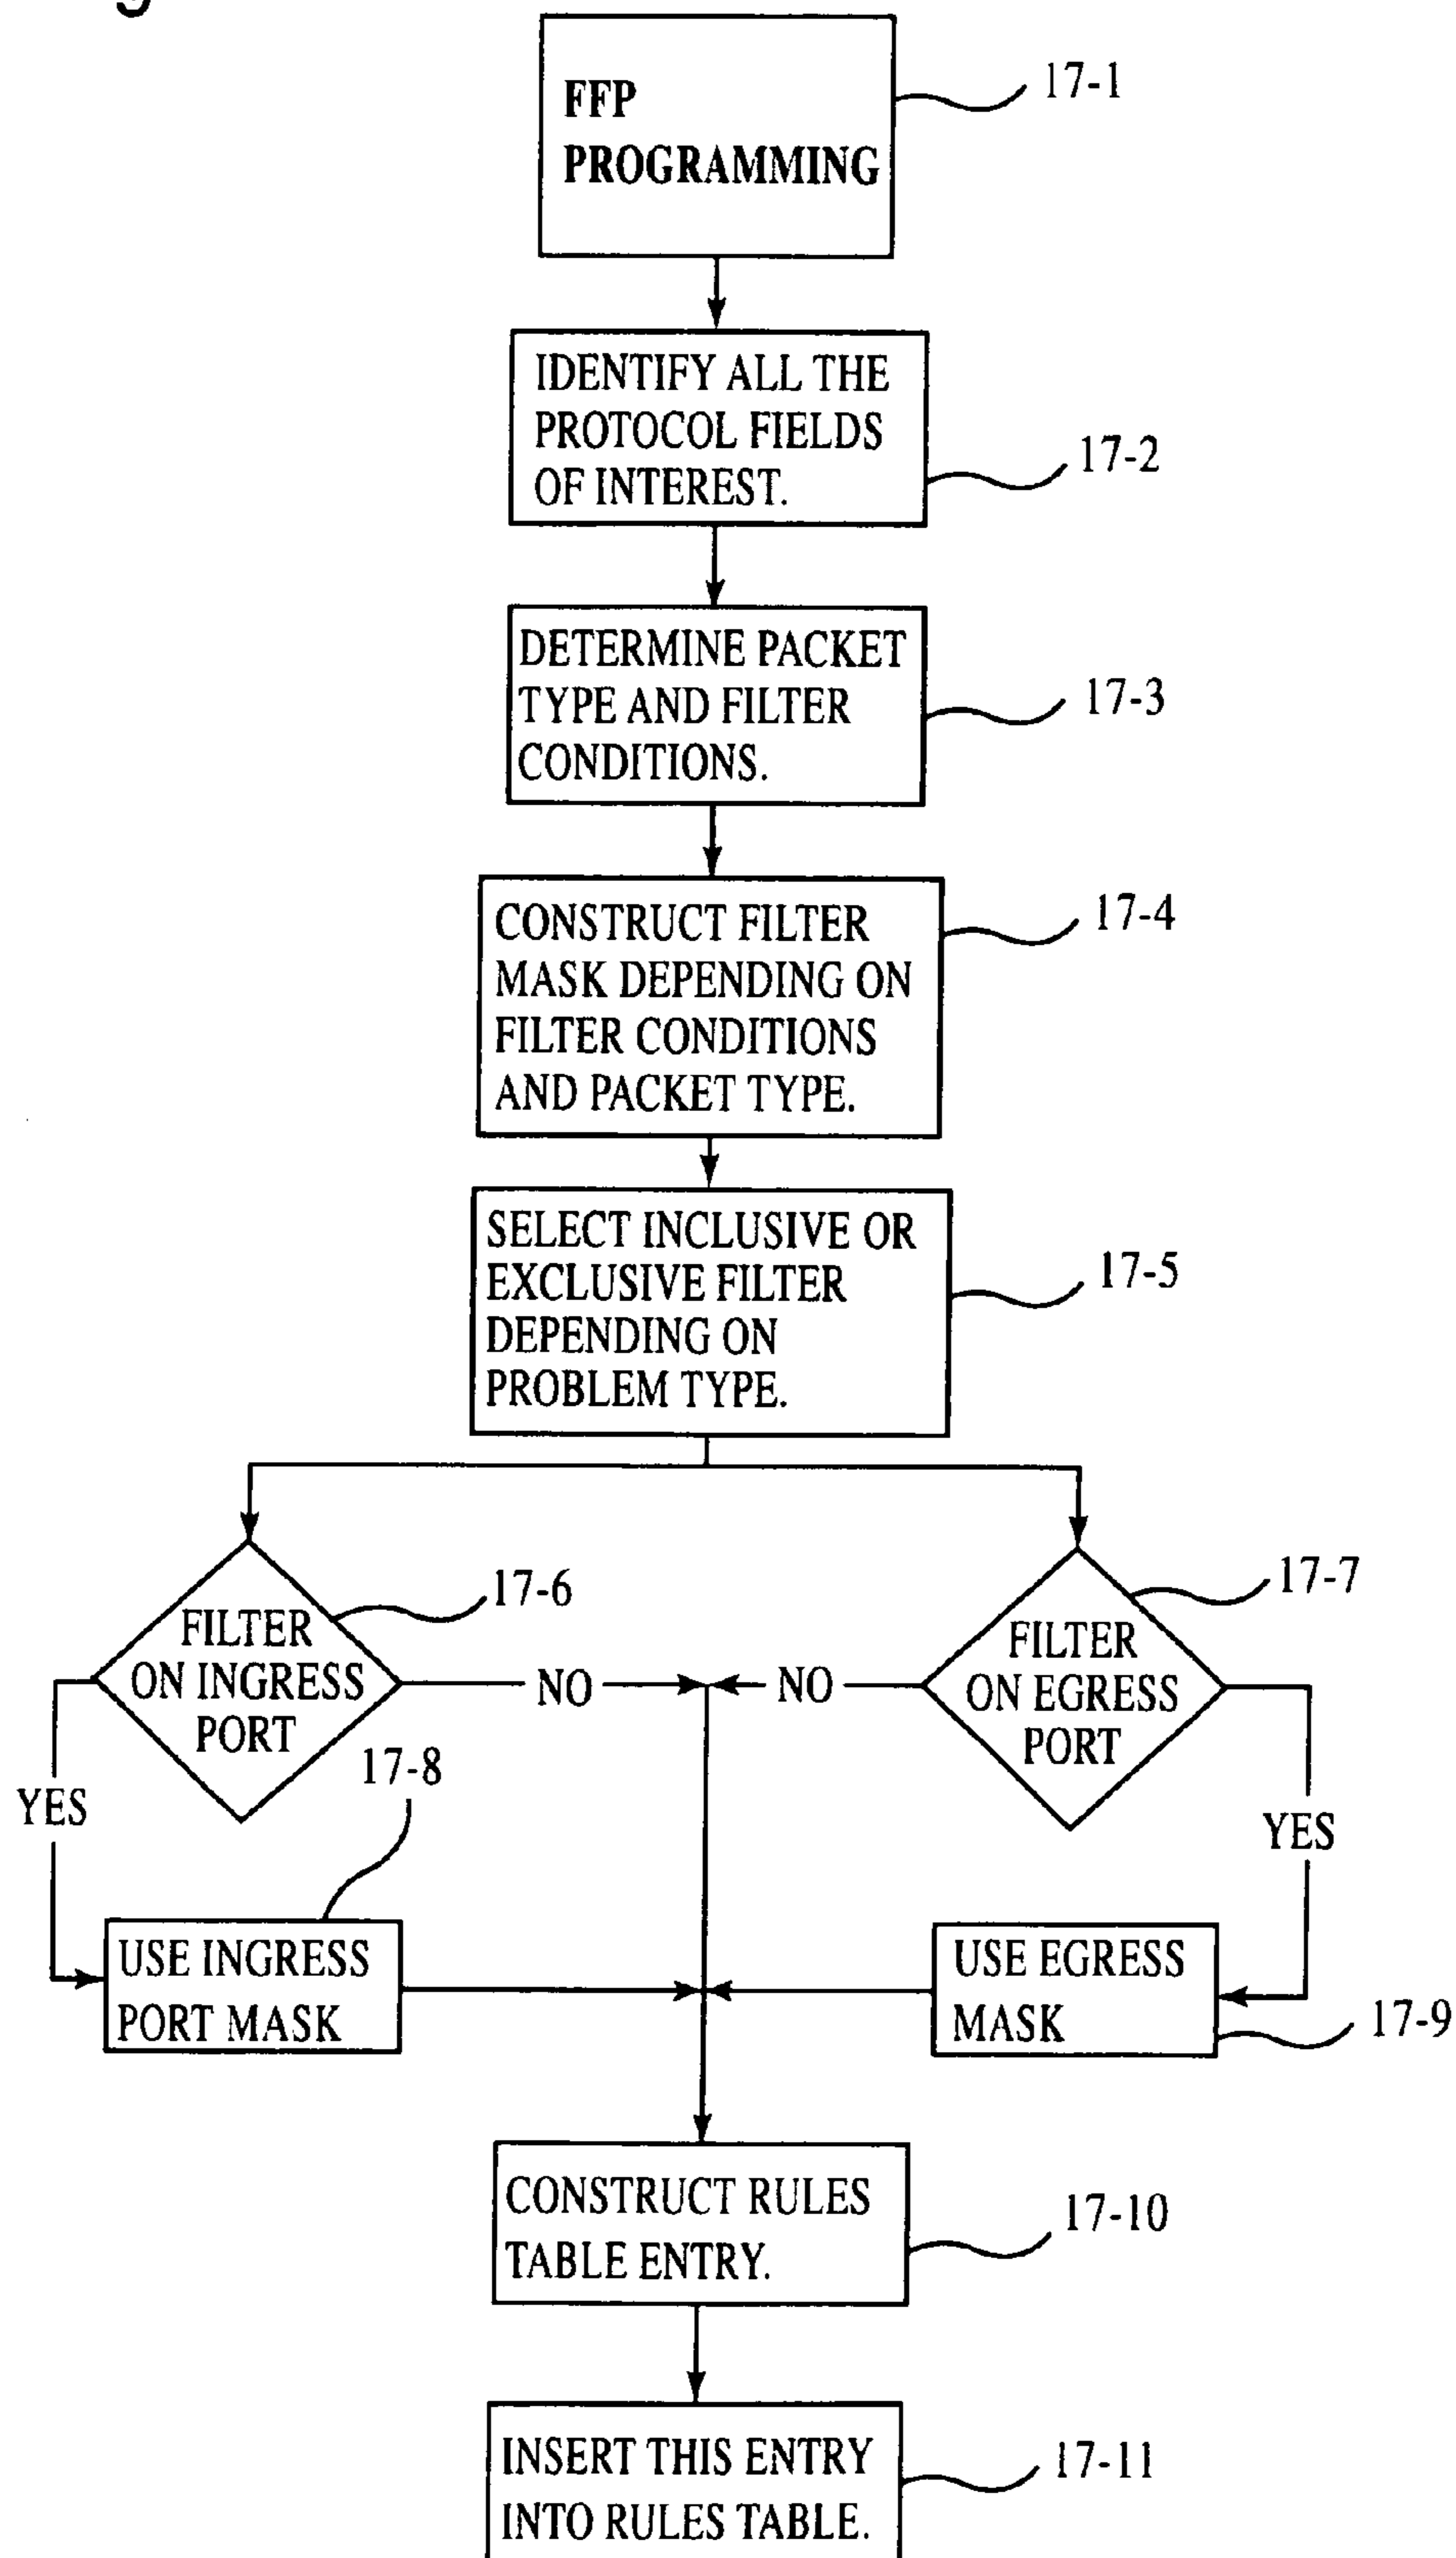 FFP
PROGRAMMING
17-1
IDENTIFY ALL THE
PROTOCOL FIELDS
OF INTEREST.
17-2
DETERMINE PACKET
TYPE AND FILTER
CONDITIONS.
17-3
CONSTRUCT FILTER
MASK DEPENDING ON
FILTER CONDITIONS
AND PACKET TYPE.
17-4
SELECT INCLUSIVE OR
EXCLUSIVE FILTER
DEPENDING ON
PROBLEM TYPE.
17-5
FILTER
ON INGRESS
PORT
17-6
NO
NO
FILTER
ON EGRESS
PORT
17-7
YES
17-8
YES
USE INGRESS
PORT MASK
USE EGRESS
MASK
17-9
CONSTRUCT RULES
TABLE ENTRY.
17-10
INSERT THIS ENTRY
INTO RULES TABLE.
17-11